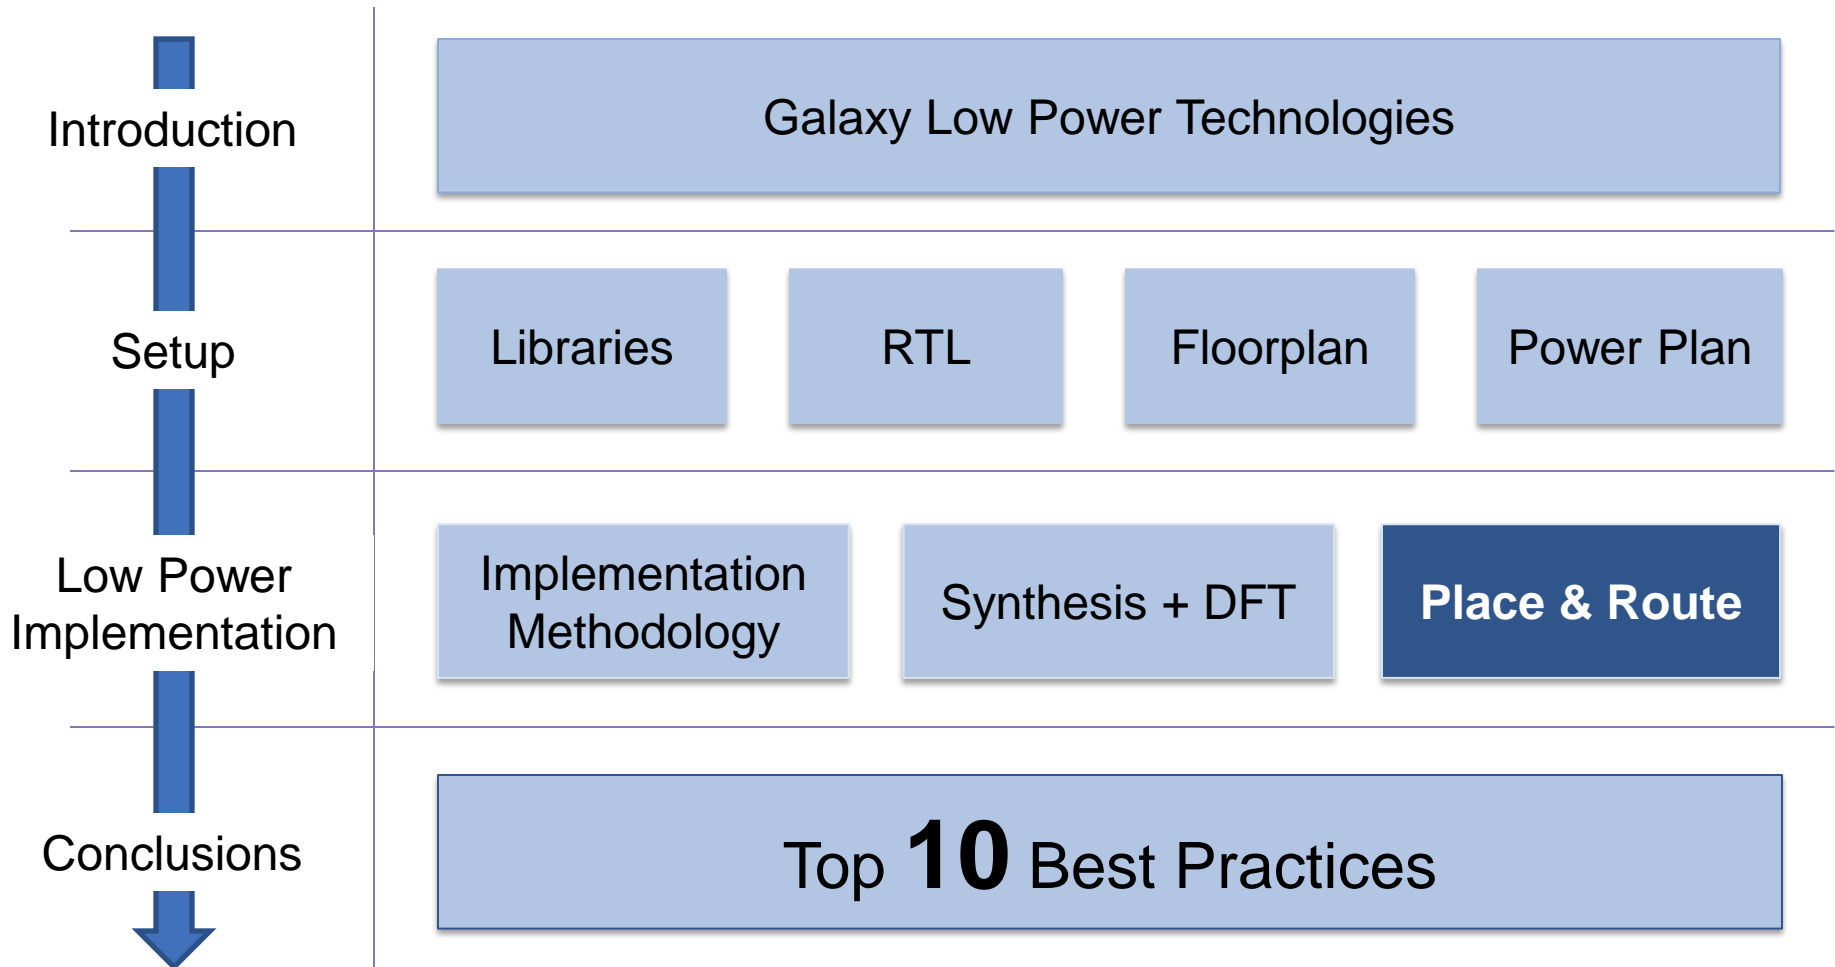 Introduction
Galaxy Low Power Technologies
Setup
Libraries
RTL
Floorplan
Power Plan
Low Power
Implementation
Implementation
Methodology
Synthesis + DFT
Place & Route
Conclusions
Top 10 Best Practices